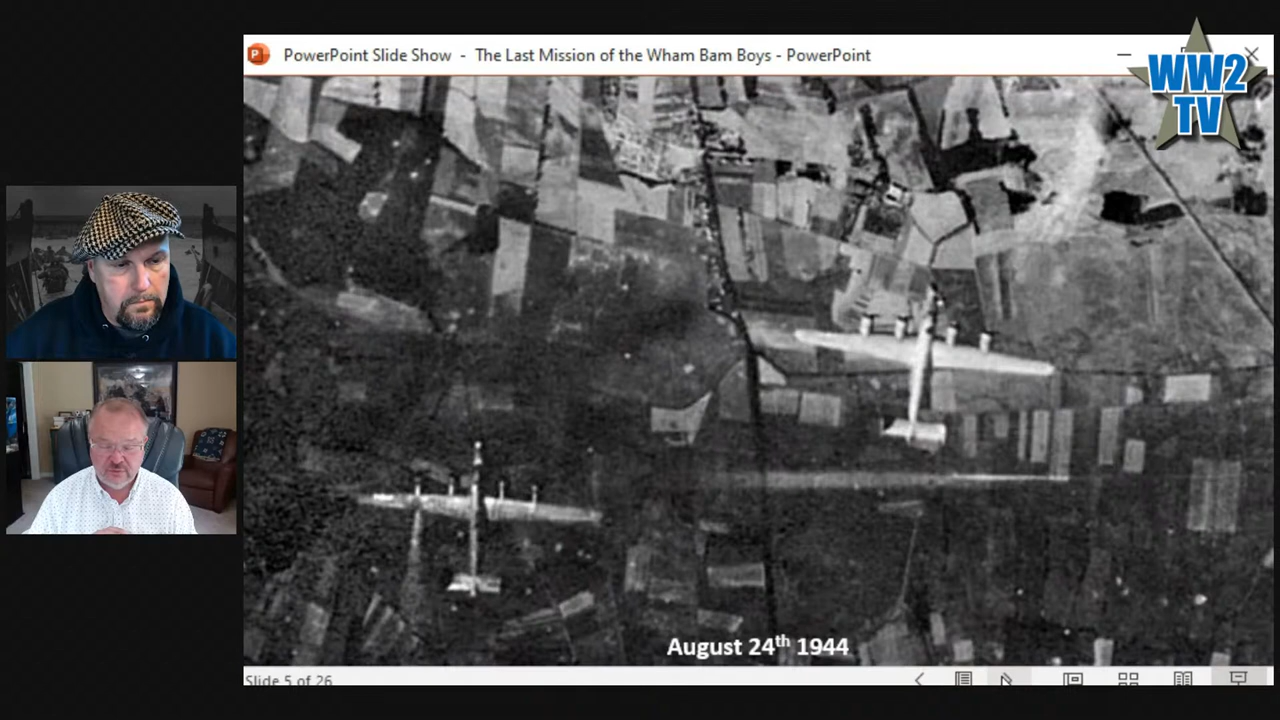 PowerPoint Slide Show - The Last Mission of the Wham Bam Boys - PowerPoint
WW2
TV
August 24th 1944
Slide 5 of 26